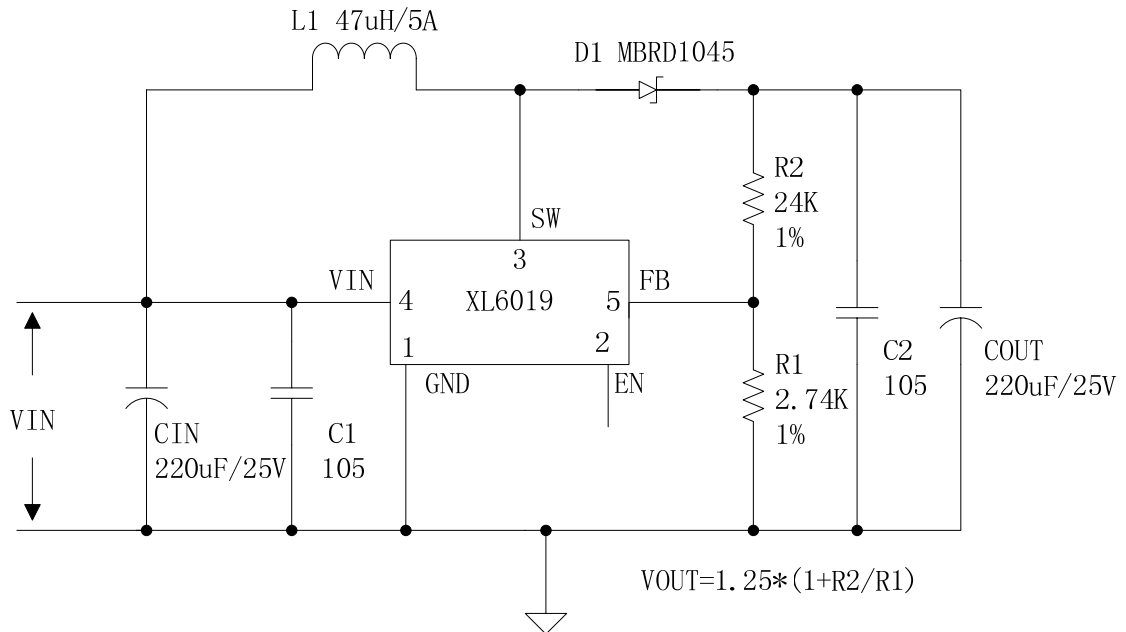 L1 47uH/5A
D1 MBRD1045
R2
24K
1%
SW
3
VIN
4
XL6019
5
FB
1
2
GND
EN
R1
2.74K
1%
C2
105
COUT
220uF/25V
VIN
CIN
220uF/25V
C1
105
VOUT=1.25*(1+R2/R1)